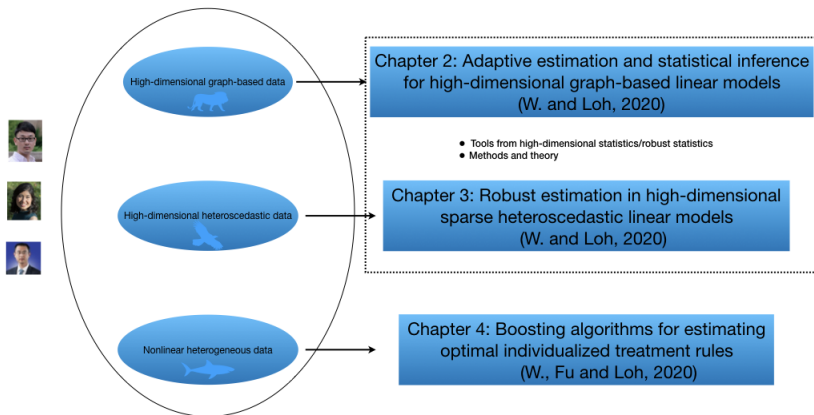 High-dimensional graph-based data
Chapter 2: Adaptive estimation and statistical inference
for high-dimensional graph-based linear models
(W. and Loh, 2020)
● Tools from high-dimensional statistics/robust statistics
● Methods and theory
High-dimensional heteroscedastic data
Chapter 3: Robust estimation in high-dimensional
sparse heteroscedastic linear models
(W. and Loh, 2020)
Nonlinear heterogeneous data
Chapter 4: Boosting algorithms for estimating
optimal individualized treatment rules
(W., Fu and Loh, 2020)